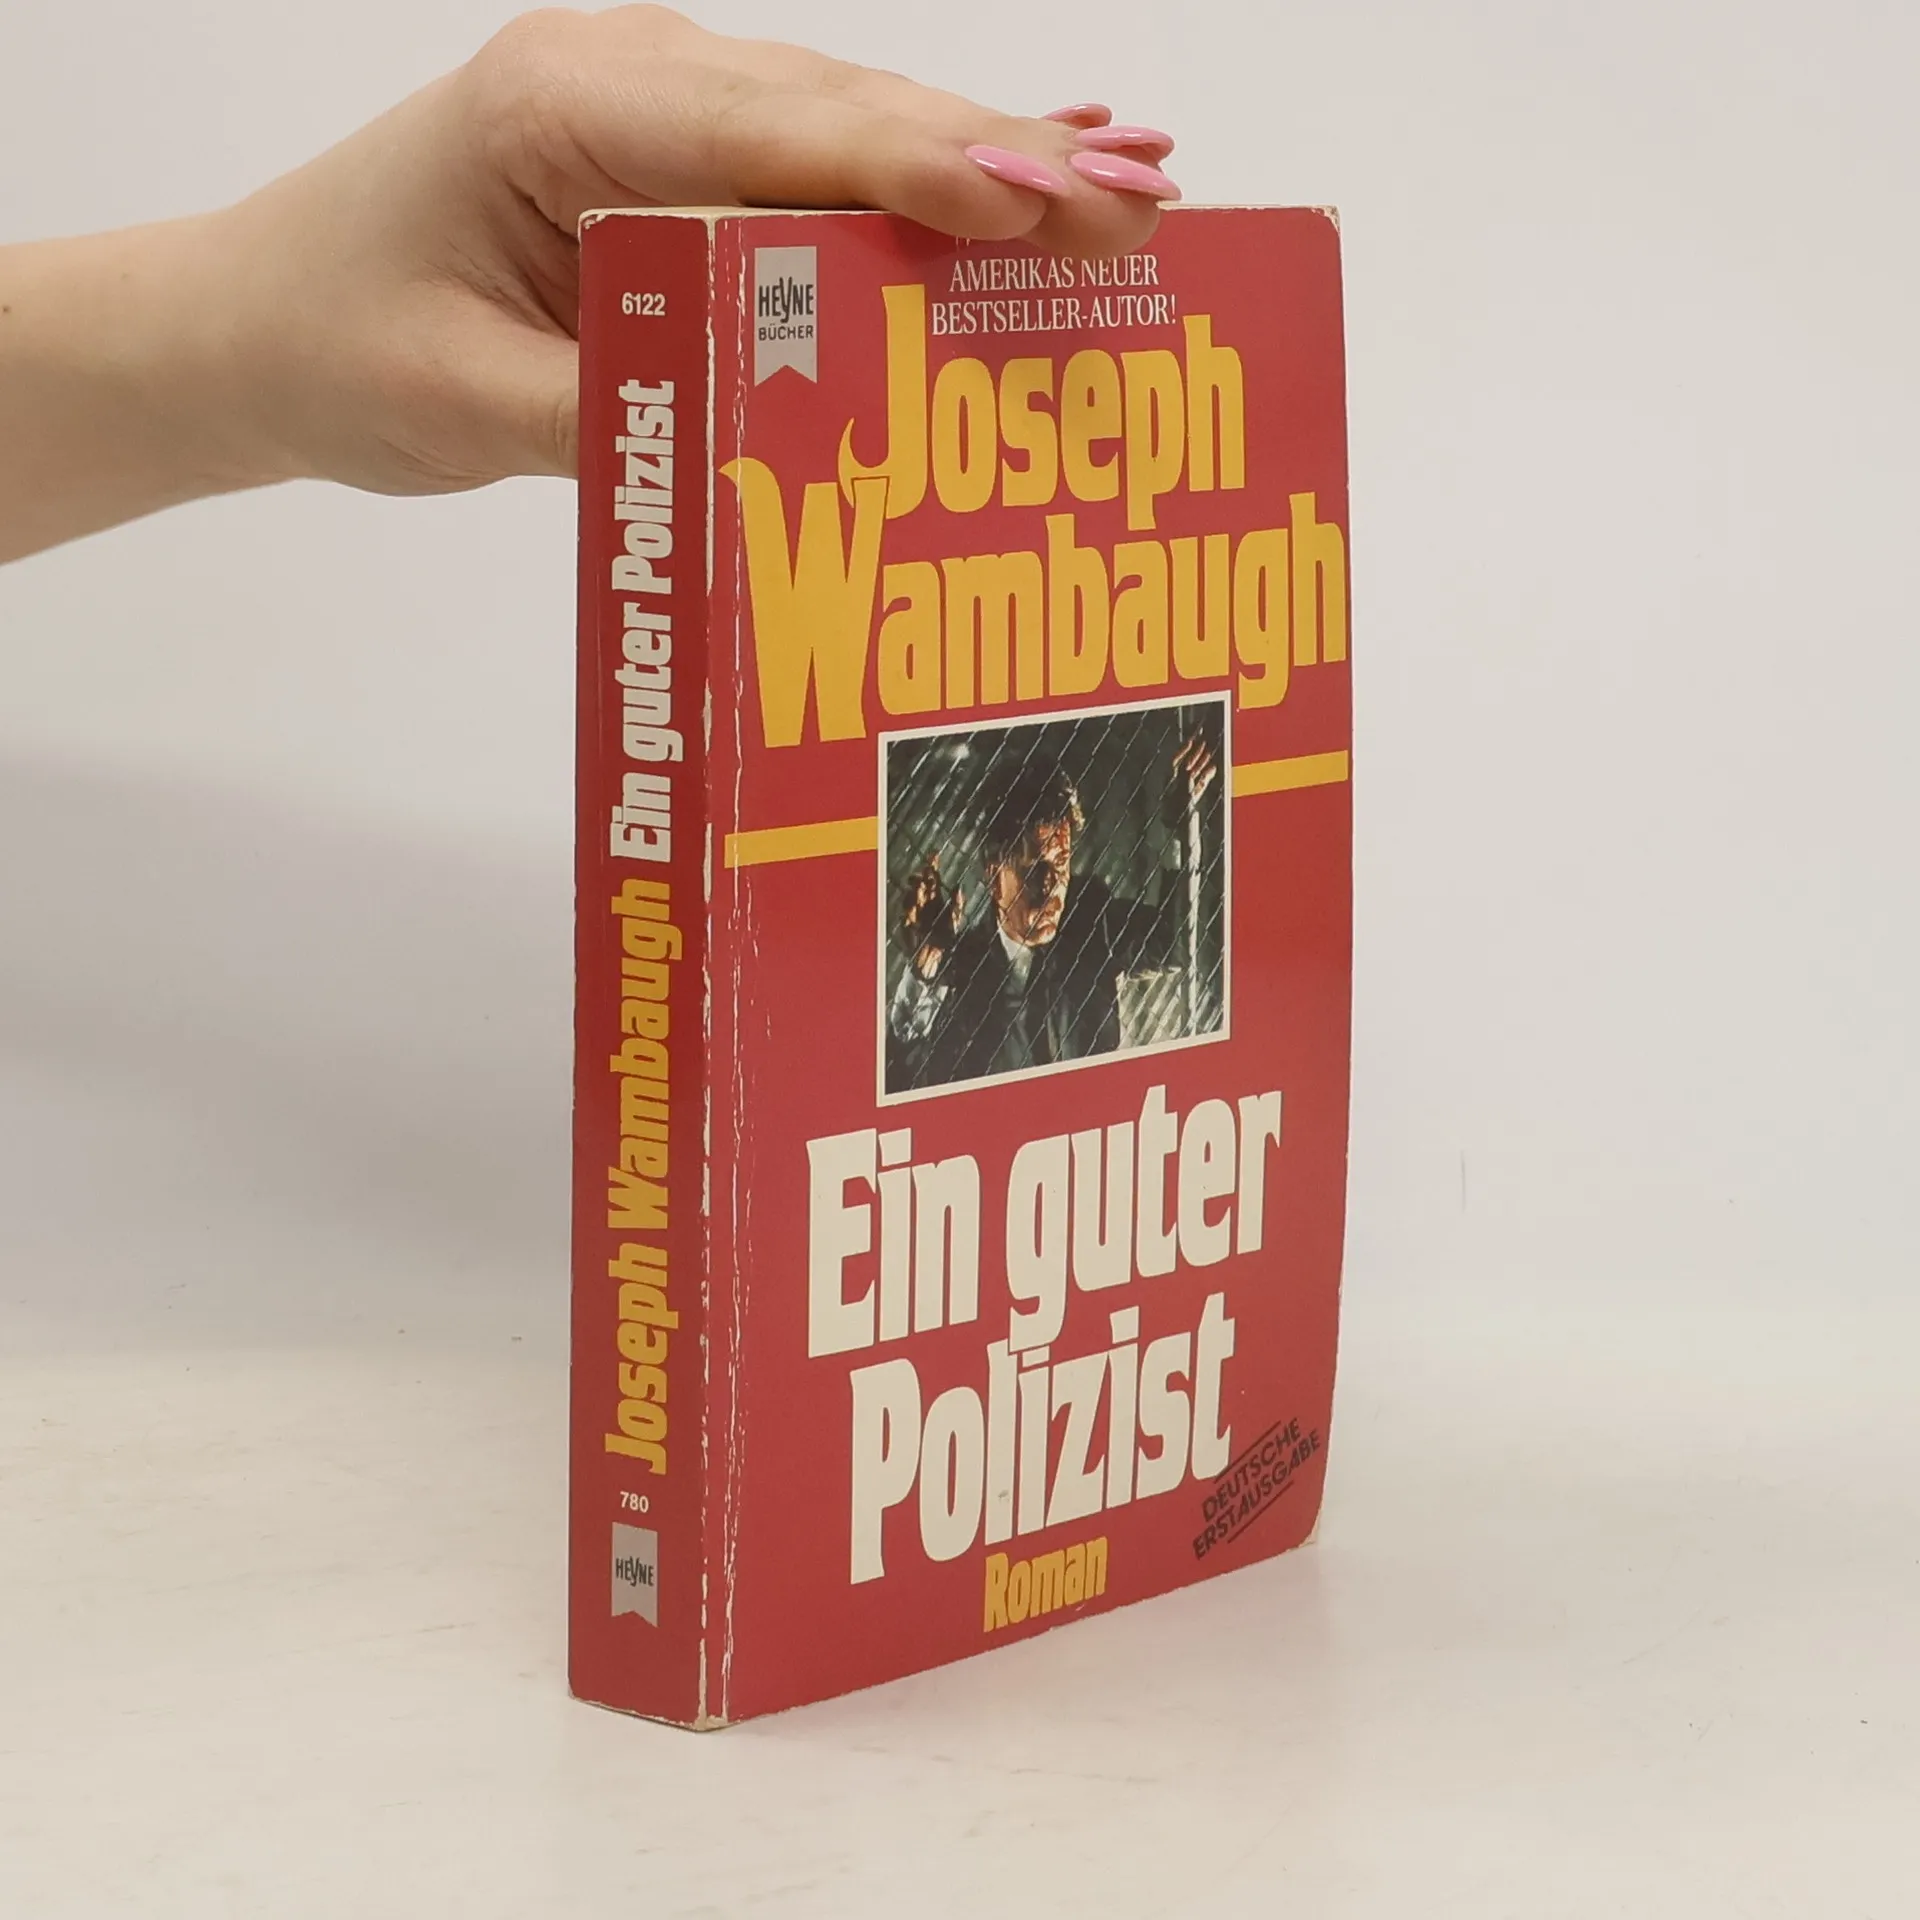 6122
Joseph Wambaugh Ein guter Polizist
780
HEYNE
HEYNE
BÜCHER
AMERIKAS NEUER
BESTSELLER-AUTOR!
Joseph
Wambaugh
Ein guter
Polizist
Roman
DEUTSCHE
ERSTAUSGABE